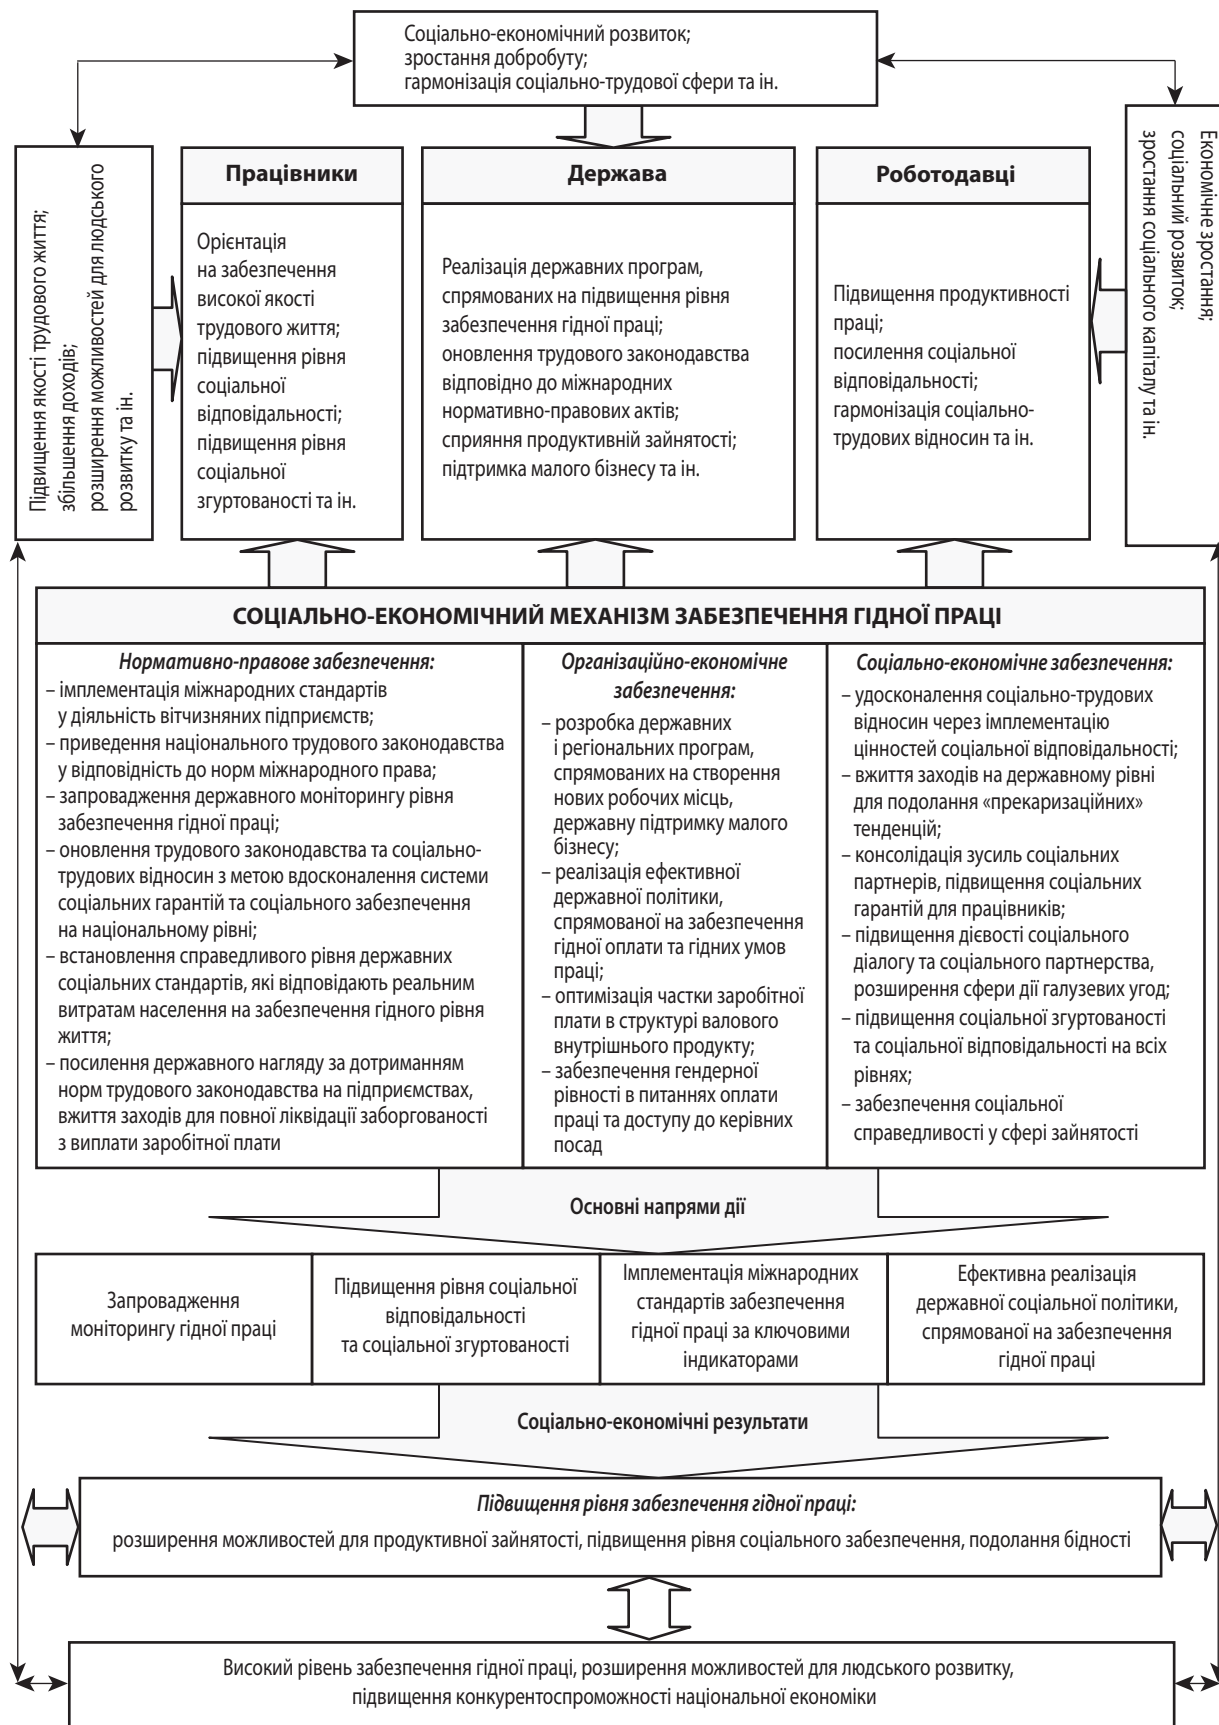 Соціально-економічний розвиток;
зростання добробуту;
гармонізація соціально-трудової сфери та ін.
Підвищення якості трудового життя;
збільшення доходів;
розширення можливостей для людського
розвитку та ін.
Працівники
Орієнтація
на забезпечення
високої якості
трудового життя;
підвищення рівня
соціальної
відповідальності;
підвищення рівня
соціальної
згуртованості та ін.
Держава
Реалізація державних програм,
спрямованих на підвищення рівня
забезпечення гідної праці;
оновлення трудового законодавства
відповідно до міжнародних
нормативно-правових актів;
сприяння продуктивній зайнятості;
підтримка малого бізнесу та ін.
Роботодавці
Підвищення продуктивності
праці;
посилення соціальної
відповідальності;
гармонізація соціально-
трудових відносин та ін.
Економічне зростання;
соціальний розвиток;
зростання соціального капіталу та ін.
СОЦІАЛЬНО-ЕКОНОМІЧНИЙ МЕХАНІЗМ ЗАБЕЗПЕЧЕННЯ ГІДНОЇ ПРАЦІ
Нормативно-правове забезпечення:
– імплементація міжнародних стандартів
у діяльність вітчизняних підприємств;
– приведення національного трудового законодавства
у відповідність до норм міжнародного права;
– запровадження державного моніторингу рівня
забезпечення гідної праці;
– оновлення трудового законодавства та соціально-
трудових відносин з метою вдосконалення системи
соціальних гарантій та соціального забезпечення
на національному рівні;
– встановлення справедливого рівня державних
соціальних стандартів, які відповідають реальним
витратам населення на забезпечення гідного рівня
життя;
– посилення державного нагляду за дотриманням
норм трудового законодавства на підприємствах,
вжиття заходів для повної ліквідації заборгованості
з виплати заробітної плати
Організаційно-економічне
забезпечення:
– розробка державних
і регіональних програм,
спрямованих на створення
нових робочих місць,
державну підтримку малого
бізнесу;
– реалізація ефективної
державної політики,
спрямованої на забезпечення
гідної оплати та гідних умов
праці;
– оптимізація частки заробітної
плати в структурі валового
внутрішнього продукту;
– забезпечення гендерної
рівності в питаннях оплати
праці та доступу до керівних
посад
Соціально-економічне забезпечення:
– удосконалення соціально-трудових
відносин через імплементацію
цінностей соціальної відповідальності;
– вжиття заходів на державному рівні
для подолання «прекаризаційних»
тенденцій;
– консолідація зусиль соціальних
партнерів, підвищення соціальних
гарантій для працівників;
– підвищення дієвості соціального
діалогу та соціального партнерства,
розширення сфери дії галузевих угод;
– підвищення соціальної згуртованості
та соціальної відповідальності на всіх
рівнях;
– забезпечення соціальної
справедливості у сфері зайнятості
Основні напрями дії
Запровадження
моніторингу гідної праці
Підвищення рівня соціальної
відповідальності
та соціальної згуртованості
Імплементація міжнародних
стандартів забезпечення
гідної праці за ключовими
індикаторами
Ефективна реалізація
державної соціальної політики,
спрямованої на забезпечення
гідної праці
Соціально-економічні результати
Підвищення рівня забезпечення гідної праці:
розширення можливостей для продуктивної зайнятості, підвищення рівня соціального забезпечення, подолання бідності
Високий рівень забезпечення гідної праці, розширення можливостей для людського розвитку,
підвищення конкурентоспроможності національної економіки